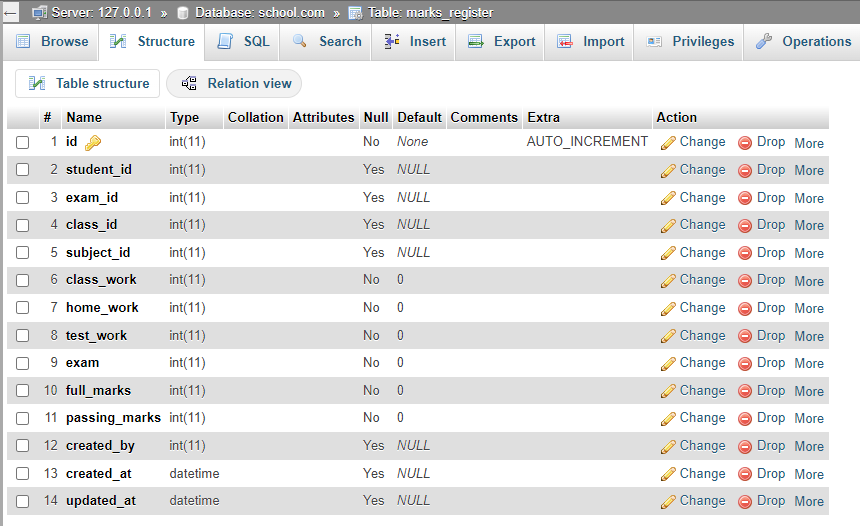 Server: 127.0.0.1 » Database: school.com » Table: marks_register
Browse Structure SQL Search Insert Export Import Privileges Operations
Table structure Relation view
# Name Type Collation Attributes Null Default Comments Extra Action
1 id int(11) No None AUTO_INCREMENT Change Drop More
2 student_id int(11) Yes NULL Change Drop More
3 exam_id int(11) Yes NULL Change Drop More
4 class_id int(11) Yes NULL Change Drop More
5 subject_id int(11) Yes NULL Change Drop More
6 class_work int(11) No 0 Change Drop More
7 home_work int(11) No 0 Change Drop More
8 test_work int(11) No 0 Change Drop More
9 exam int(11) No 0 Change Drop More
10 full_marks int(11) No 0 Change Drop More
11 passing_marks int(11) No 0 Change Drop More
12 created_by int(11) Yes NULL Change Drop More
13 created_at datetime Yes NULL Change Drop More
14 updated_at datetime Yes NULL Change Drop More